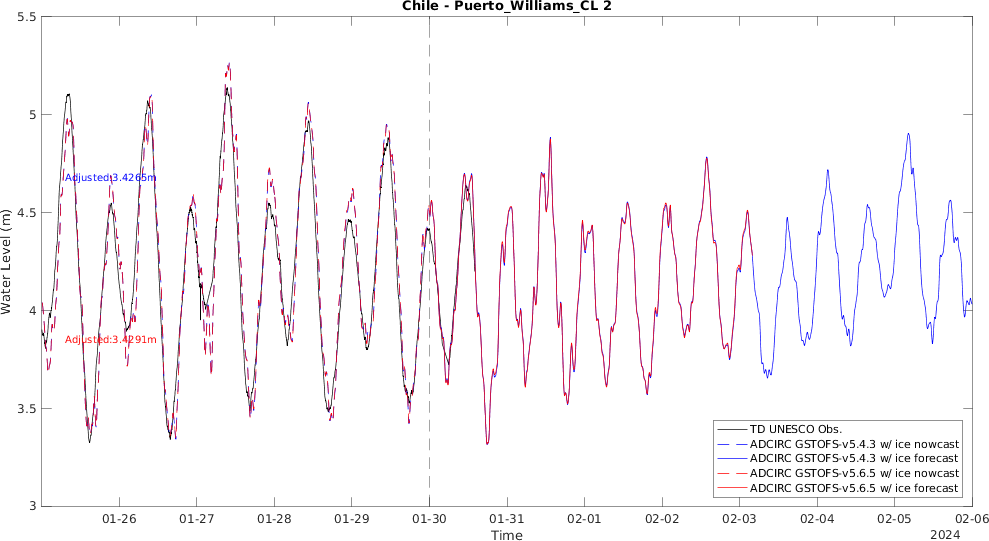 Chile - Puerto_Williams_CL 2
5.5
5
4.5
4
3.5
3
Water Level (m)
Adjusted:3.4265m
Adjusted:3.4291m
TD UNESCO Obs.
ADCIRC GSTOFS-v5.4.3 w/ ice nowcast
ADCIRC GSTOFS-v5.4.3 w/ ice forecast
ADCIRC GSTOFS-v5.6.5 w/ ice nowcast
ADCIRC GSTOFS-v5.6.5 w/ ice forecast
01-26 01-27 01-28 01-29 01-30 01-31 02-01 02-02 02-03 02-04 02-05 02-06
Time
2024